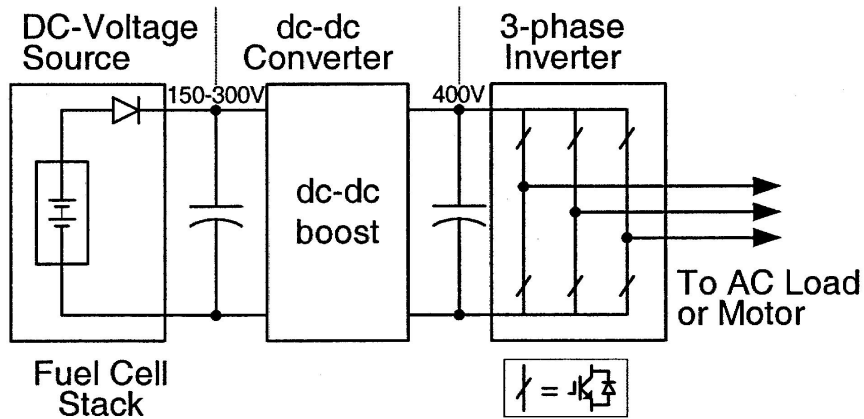 DC-Voltage
Source
dc-dc
Converter
3-phase
Inverter
150-300V
400V
dc-dc
boost
To AC Load
or Motor
Fuel Cell
Stack
=